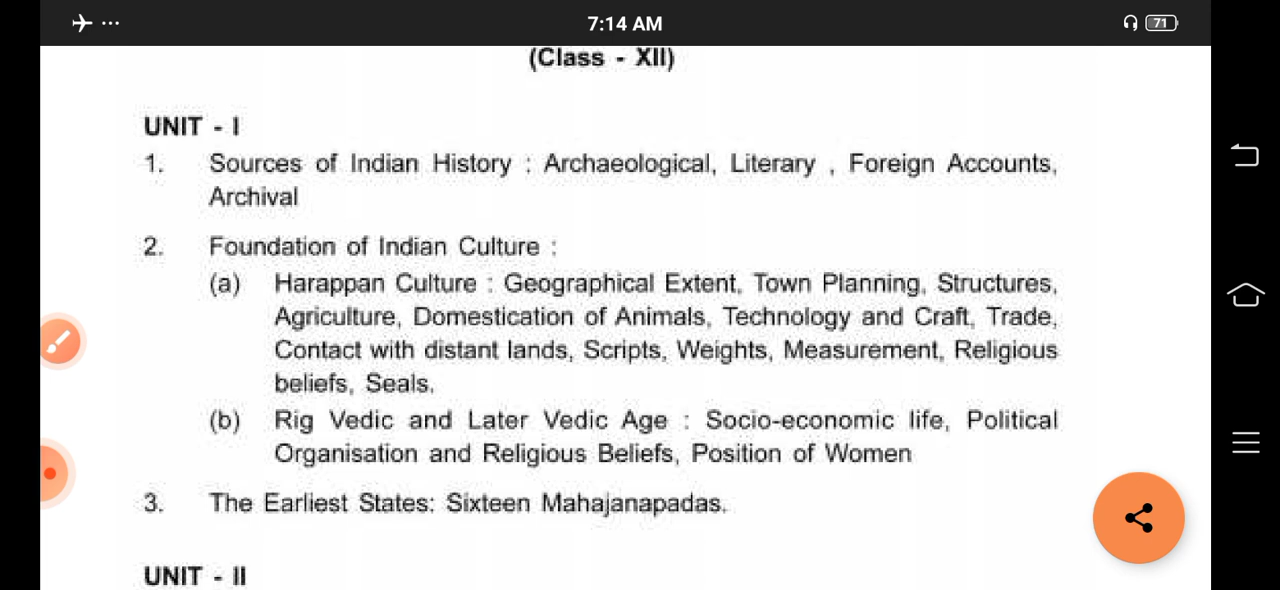 7:14 AM
71
(Class - XII)
UNIT - I
1. Sources of Indian History : Archaeological, Literary , Foreign Accounts,
Archival
2. Foundation of Indian Culture :
(a) Harappan Culture : Geographical Extent, Town Planning, Structures,
Agriculture, Domestication of Animals, Technology and Craft, Trade,
Contact with distant lands, Scripts, Weights, Measurement, Religious
beliefs, Seals.
(b) Rig Vedic and Later Vedic Age : Socio-economic life, Political
Organisation and Religious Beliefs, Position of Women
3. The Earliest States: Sixteen Mahajanapadas.
UNIT - II